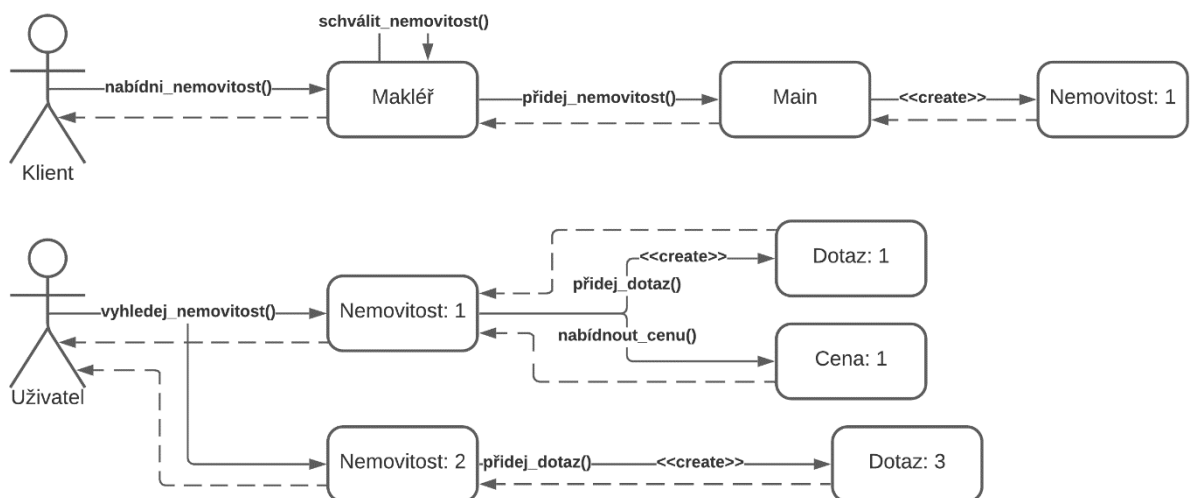 schválit_nemovitost()
nabídni_nemovitost()
Makléř
přidej_nemovitost()
Main
<<create>>
Nemovitost: 1
Klient
Dotaz: 1
<<create>>
přidej_dotaz()
vyhledej_nemovitost()
Nemovitost: 1
nabídnout_cenu()
Cena: 1
Uživatel
Nemovitost: 2
přidej_dotaz()
<<create>>
Dotaz: 3